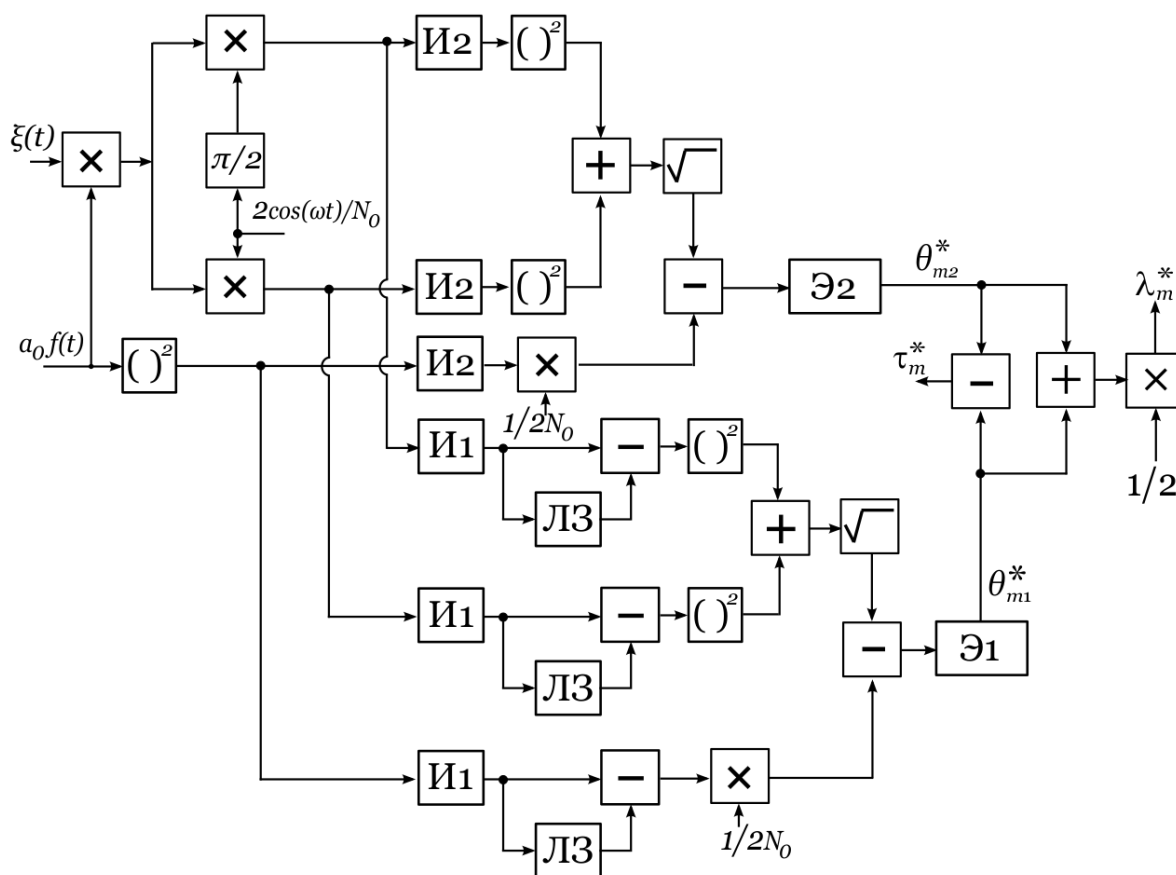 × И2 ( )²
ξ(t) × π/2 + √
2cos(ωt)/N₀
× И2 ( )² − Э2 θ*ₘ₂ λ*ₘ
a₀f(t) ( )² И2 × τ*ₘ − + ×
1/2N₀
И1 − ( )² 1/2
ЛЗ + √
θ*ₘ₁
И1 − ( )² − Э1
ЛЗ
И1 − ×
ЛЗ 1/2N₀